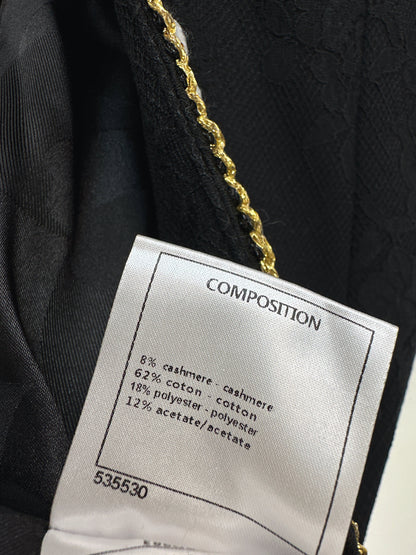 COMPOSITION
8% cashmere - cashmere
62% coton - cotton
18% polyester - polyester
12% acetate/acetate
535530